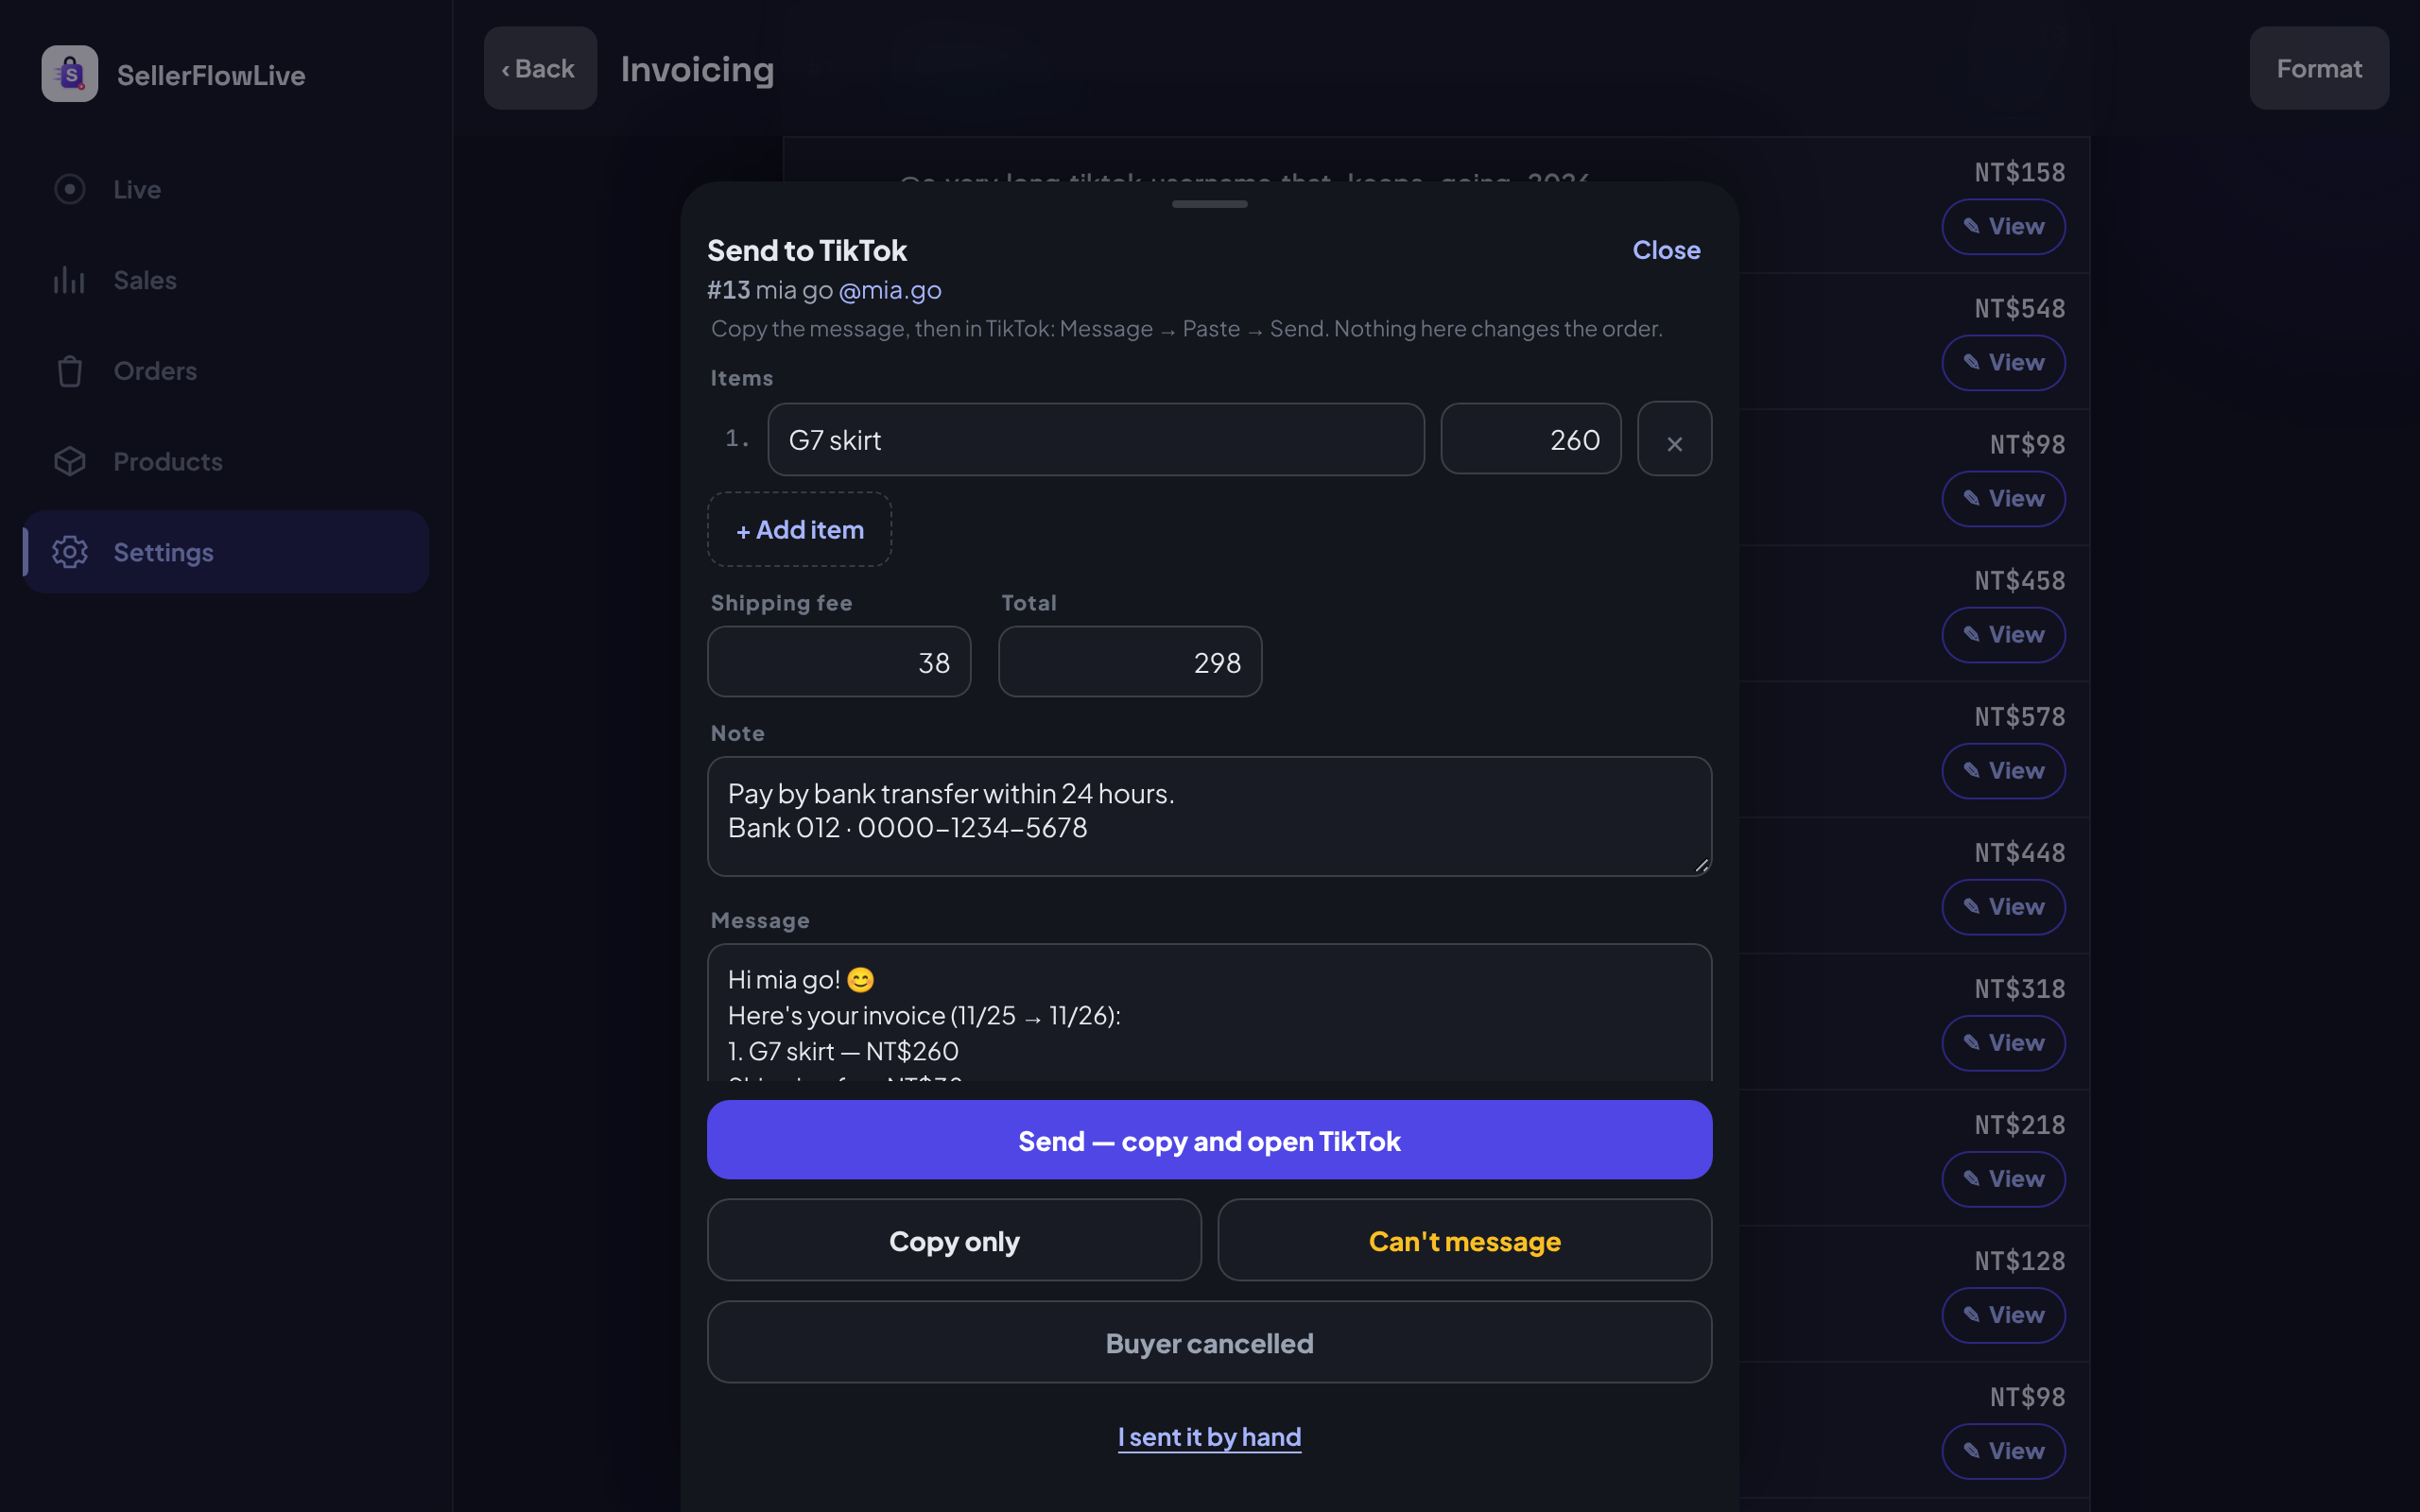 SellerFlowLive
Live
Sales
Orders
Products
Settings
‹ Back
Invoicing
Format
Send to TikTok
Close
#13 mia go @mia.go
Copy the message, then in TikTok: Message → Paste → Send. Nothing here changes the order.
Items
1.
G7 skirt
260
×
+ Add item
Shipping fee
Total
38
298
Note
Pay by bank transfer within 24 hours.
Bank 012 · 0000–1234–5678
Message
Hi mia go! 😊
Here's your invoice (11/25 → 11/26):
1. G7 skirt — NT$260
Send — copy and open TikTok
Copy only
Can't message
Buyer cancelled
I sent it by hand
NT$158
✎ View
NT$548
✎ View
NT$98
✎ View
NT$458
✎ View
NT$578
✎ View
NT$448
✎ View
NT$318
✎ View
NT$218
✎ View
NT$128
✎ View
NT$98
✎ View